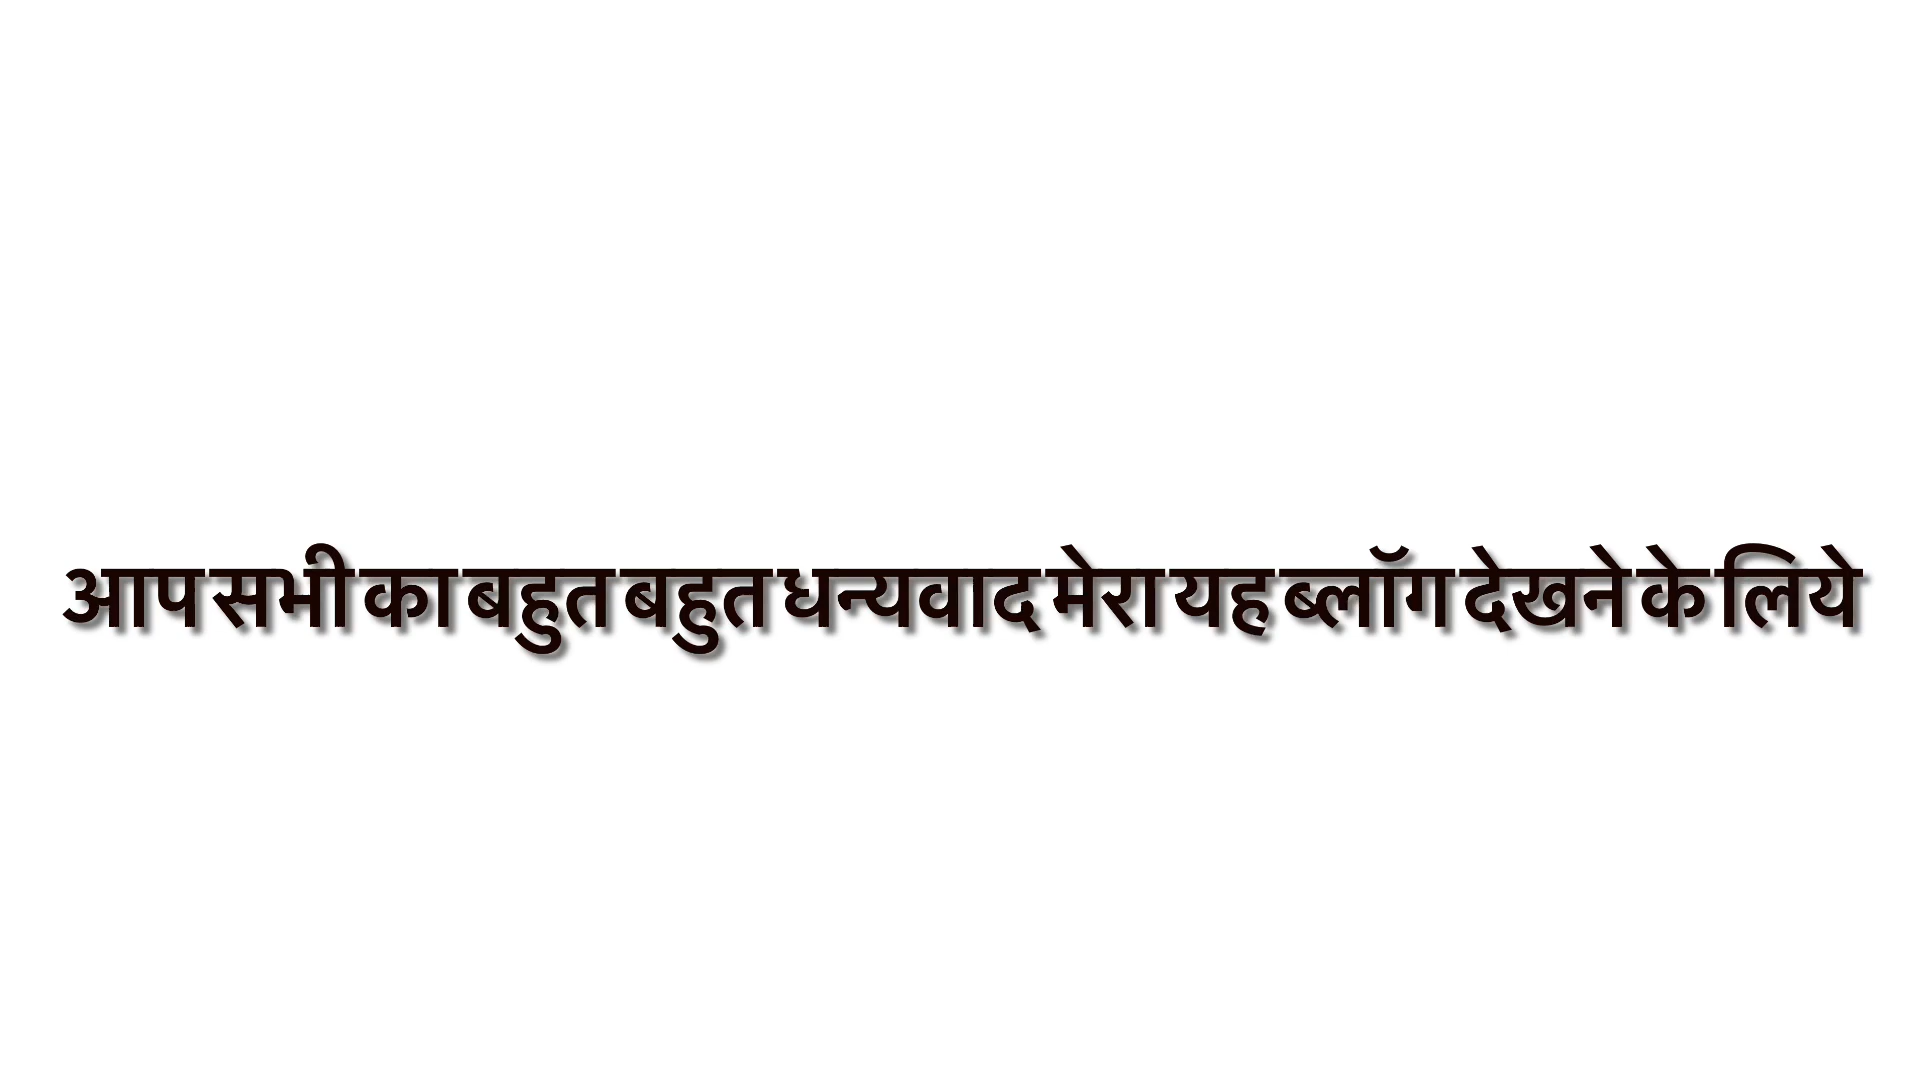 आप सभी का बहुत बहुत धन्यवाद मेरा यह ब्लॉग देखने के लिये